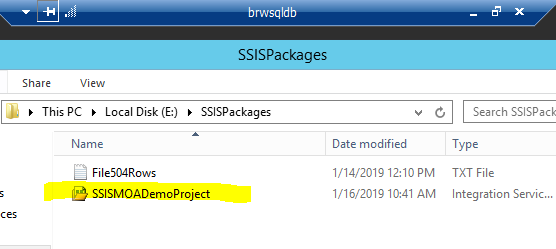 brwsqldb
SSISPackages
Share View
This PC Local Disk (E:) SSISPackages Search SSISPack
Name Date modified Type
File504Rows 1/14/2019 12:10 PM TXT File
SSISMOADemoProject 1/16/2019 10:41 AM Integration Servic...
s
ces